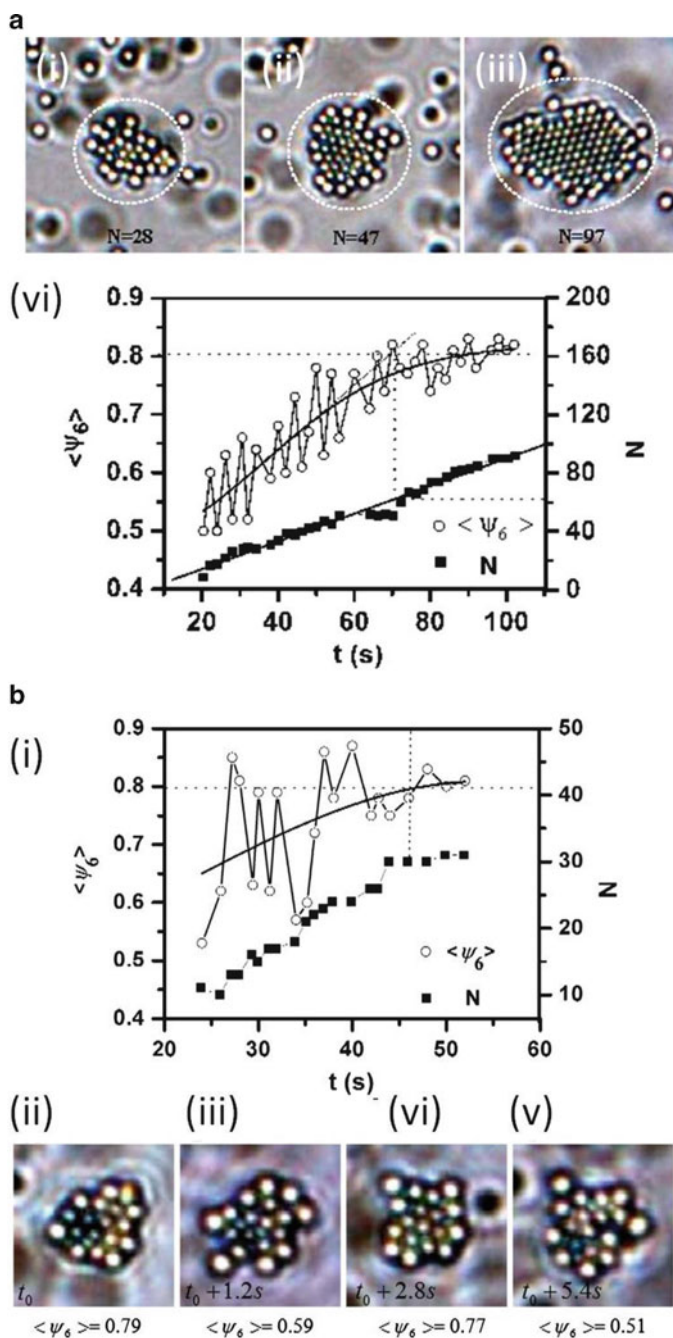 a
(i) (ii) (iii)
N=28 N=47 N=97
(vi)
0.9 200
0.8 160
0.7 120
0.6 80
0.5 40
0.4 0
<ψ6>
N
<ψ6>
N
20 40 60 80 100
t (s)
b
(i)
0.9 50
0.8 40
0.7 30
0.6
0.5 20
0.4 10
<ψ6>
N
<ψ6>
N
20 30 40 50 60
t (s)
(ii) (iii) (vi) (v)
t0 t0 +1.2s t0 +2.8s t0 +5.4s
<ψ6>= 0.79 <ψ6>= 0.59 <ψ6>= 0.77 <ψ6>= 0.51